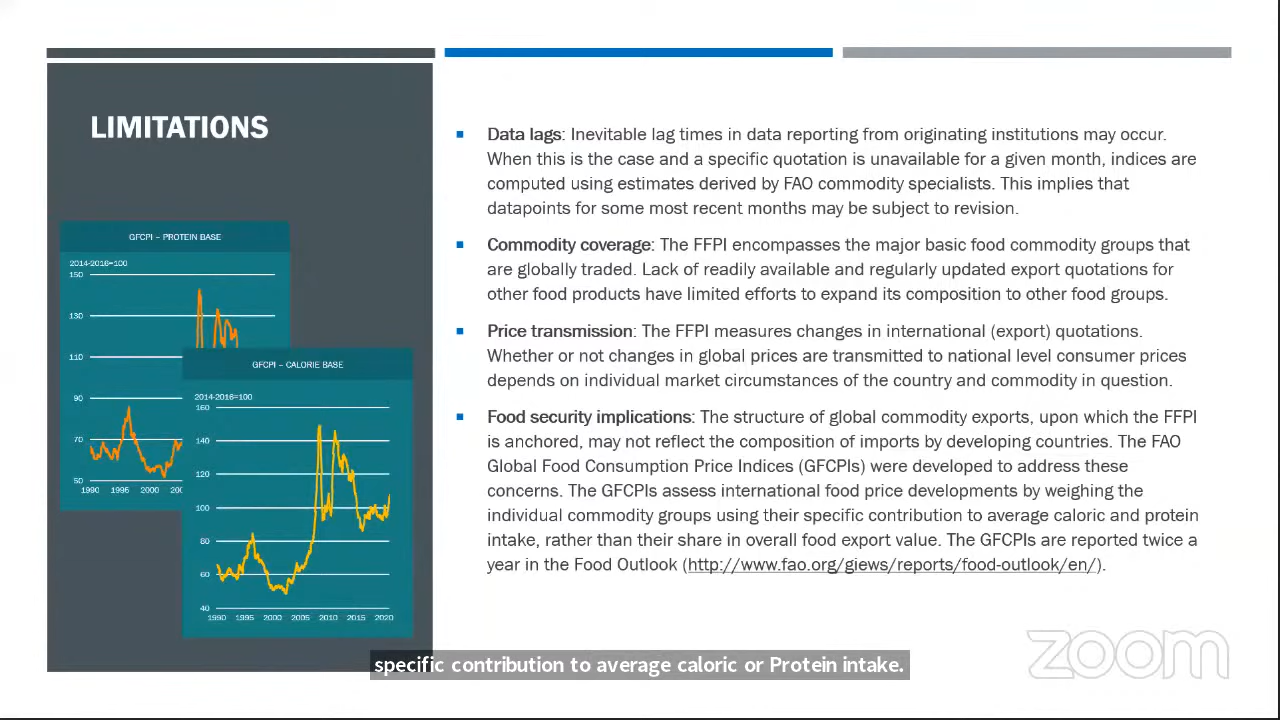 LIMITATIONS
GFCPI – PROTEIN BASE
2014-2016=100
150
130
110
90
70
50
1990 1995 2000 200
GFCPI – CALORIE BASE
2014-2016=100
160
140
120
100
80
60
40
1990 1995 2000 2005 2010 2015 2020
Data lags: Inevitable lag times in data reporting from originating institutions may occur.
When this is the case and a specific quotation is unavailable for a given month, indices are
computed using estimates derived by FAO commodity specialists. This implies that
datapoints for some most recent months may be subject to revision.
Commodity coverage: The FFPI encompasses the major basic food commodity groups that
are globally traded. Lack of readily available and regularly updated export quotations for
other food products have limited efforts to expand its composition to other food groups.
Price transmission: The FFPI measures changes in international (export) quotations.
Whether or not changes in global prices are transmitted to national level consumer prices
depends on individual market circumstances of the country and commodity in question.
Food security implications: The structure of global commodity exports, upon which the FFPI
is anchored, may not reflect the composition of imports by developing countries. The FAO
Global Food Consumption Price Indices (GFCPIs) were developed to address these
concerns. The GFCPIs assess international food price developments by weighing the
individual commodity groups using their specific contribution to average caloric and protein
intake, rather than their share in overall food export value. The GFCPIs are reported twice a
year in the Food Outlook (http://www.fao.org/giews/reports/food-outlook/en/).
specific contribution to average caloric or Protein intake.
zoom